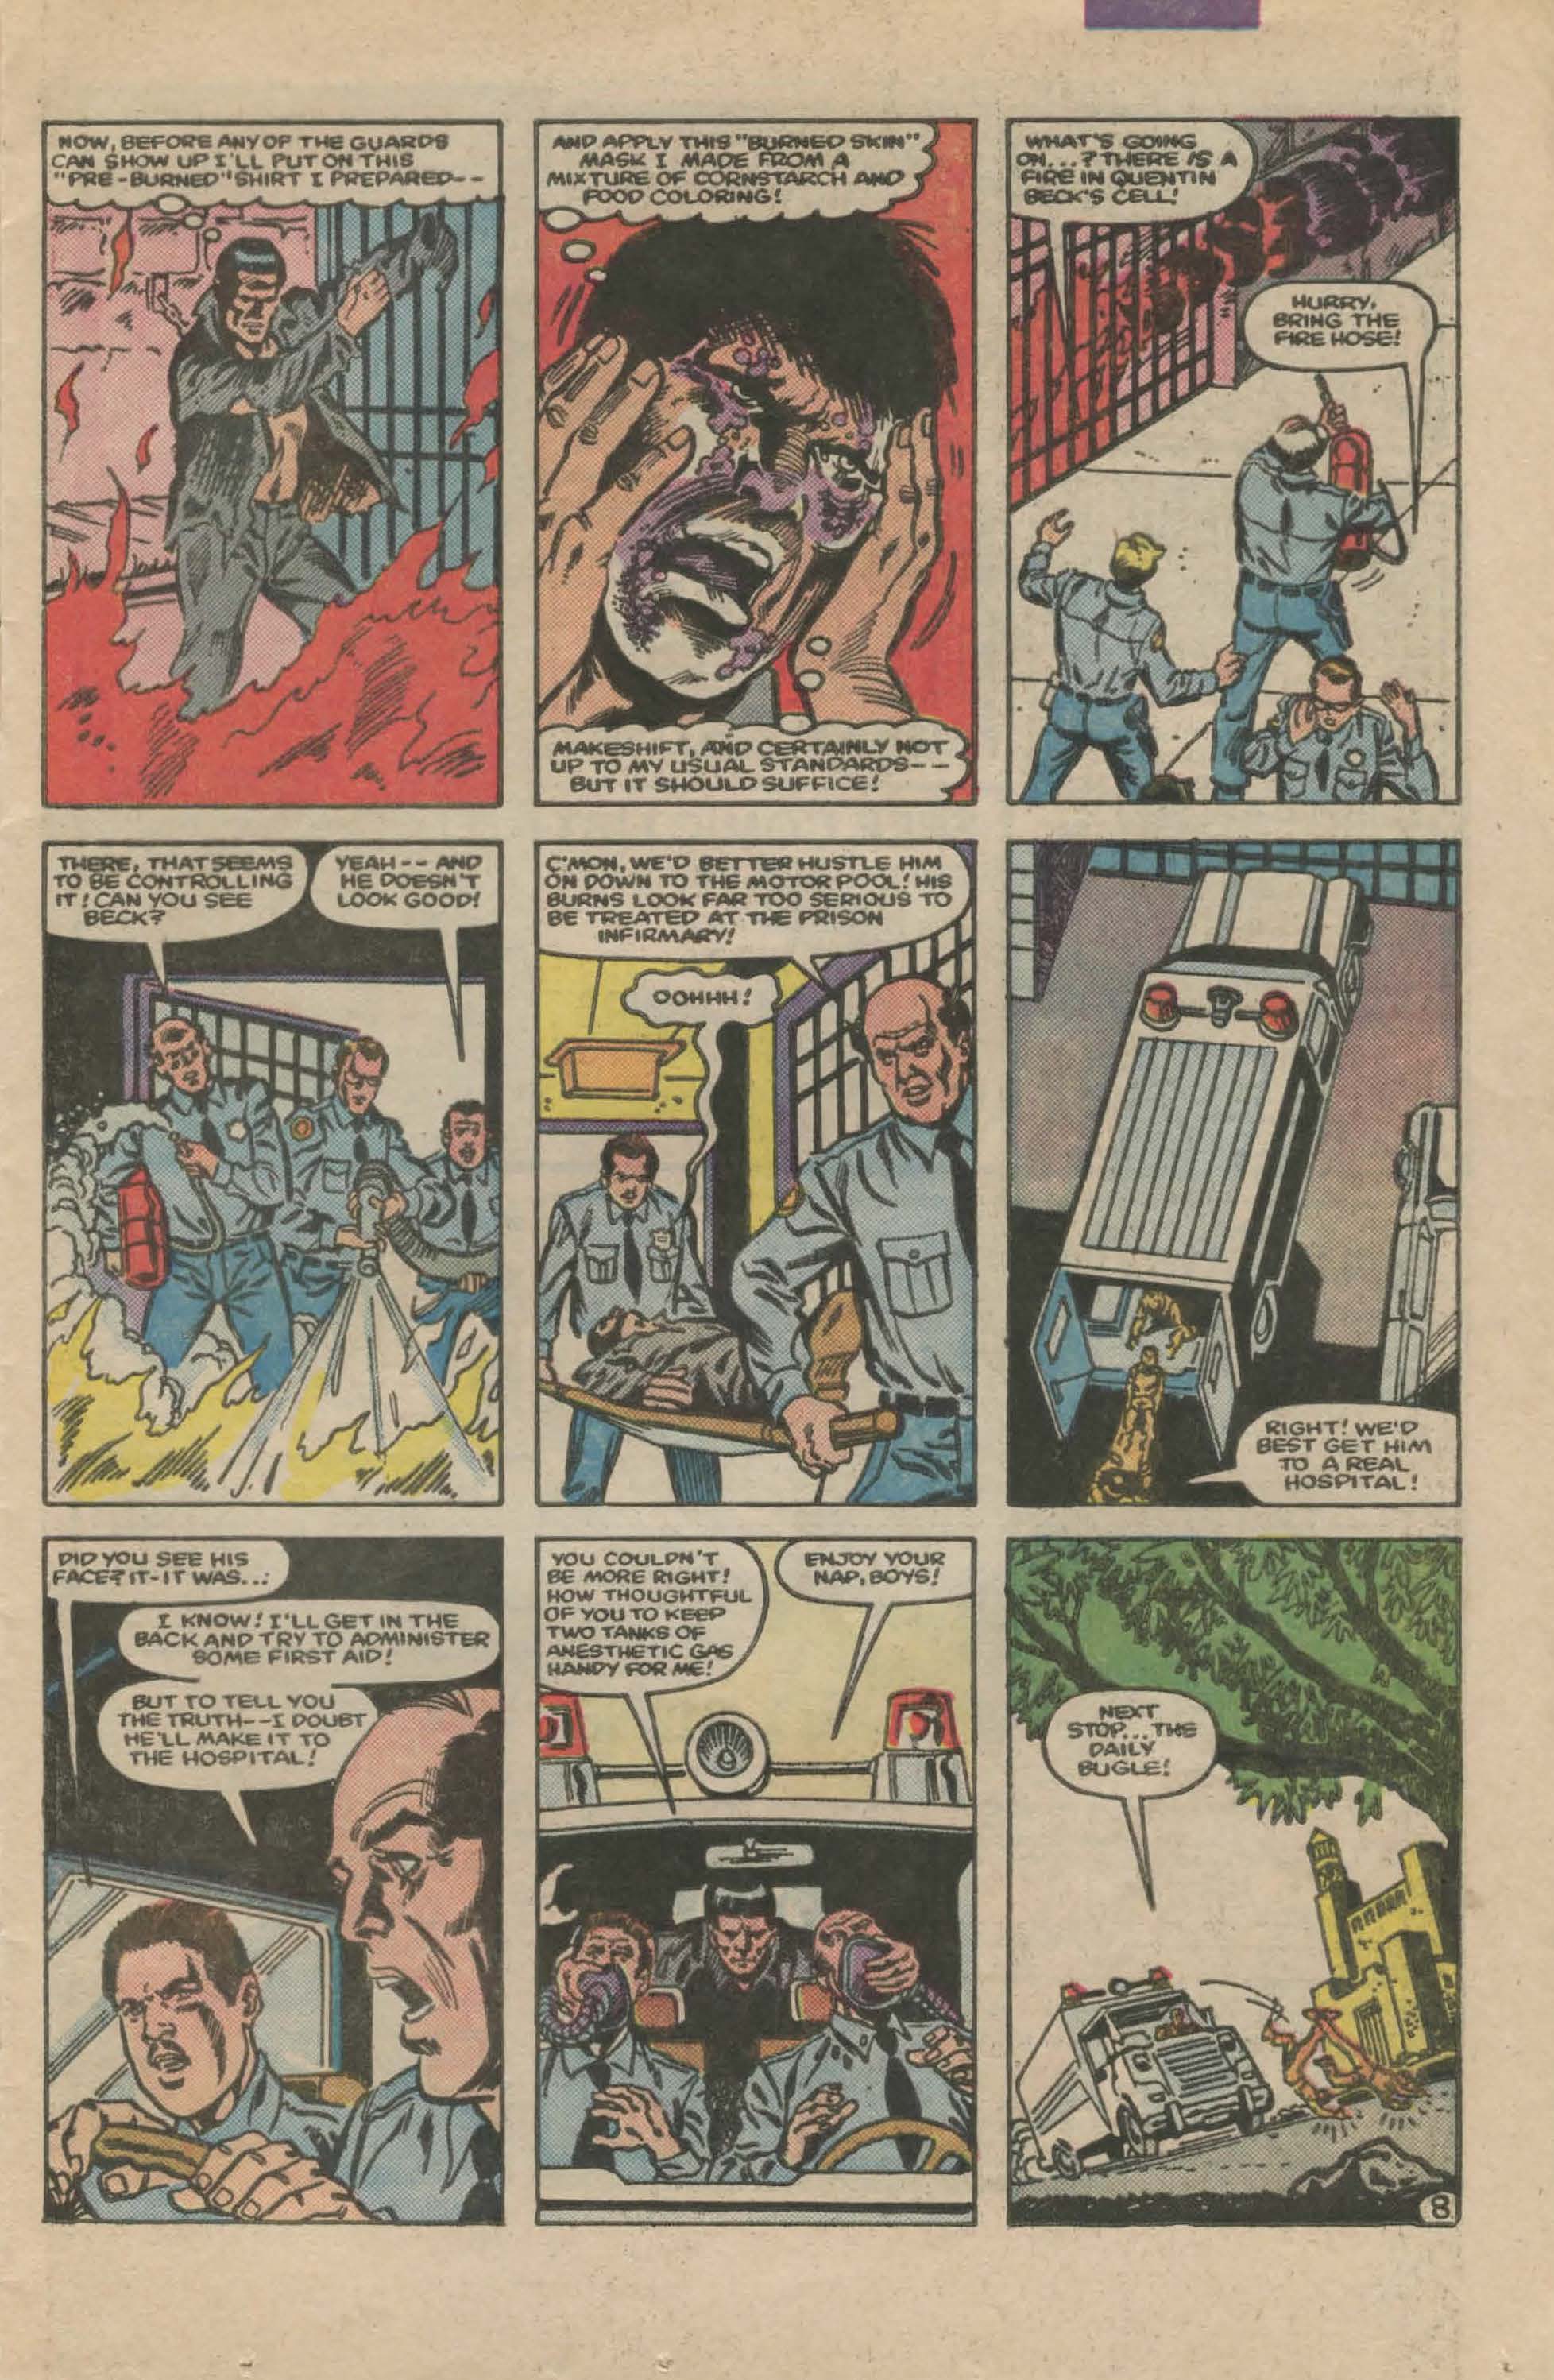 NOW, BEFORE ANY OF THE GUARDS
CAN SHOW UP I'LL PUT ON THIS
"PRE-BURNED" SHIRT I PREPARED--
AND APPLY THIS "BURNED SKIN"
MASK I MADE FROM A
MIXTURE OF CORNSTARCH AND
FOOD COLORING!
MAKESHIFT, AND CERTAINLY NOT
UP TO MY USUAL STANDARDS--
BUT IT SHOULD SUFFICE!
WHAT'S GOING
ON...? THERE IS A
FIRE IN QUENTIN
BECK'S CELL!
HURRY,
BRING THE
FIRE HOSE!
THERE, THAT SEEMS
TO BE CONTROLLING
IT! CAN YOU SEE
BECK?
YEAH-- AND
HE DOESN'T
LOOK GOOD!
C'MON, WE'D BETTER HUSTLE HIM
ON DOWN TO THE MOTOR POOL! HIS
BURNS LOOK FAR TOO SERIOUS TO
BE TREATED AT THE PRISON
INFIRMARY!
OOHHH!
RIGHT! WE'D
BEST GET HIM
TO A REAL
HOSPITAL!
DID YOU SEE HIS
FACE? IT-IT WAS...
I KNOW! I'LL GET IN THE
BACK AND TRY TO ADMINISTER
SOME FIRST AID!
BUT TO TELL YOU
THE TRUTH--I DOUBT
HE'LL MAKE IT TO
THE HOSPITAL!
YOU COULDN'T
BE MORE RIGHT!
HOW THOUGHTFUL
OF YOU TO KEEP
TWO TANKS OF
ANESTHETIC GAS
HANDY FOR ME!
ENJOY YOUR
NAP, BOYS!
NEXT
STOP... THE
DAILY
BUGLE!
8